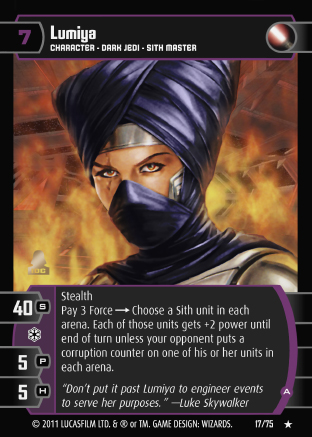 7
Lumiya
CHARACTER - DARK JEDI - SITH MASTER
40 S
Stealth
Pay 3 Force → Choose a Sith unit in each
arena. Each of those units gets +2 power until
end of turn unless your opponent puts a
corruption counter on one of his or her units in
each arena.
5 P
5 H
"Don't put it past Lumiya to engineer events
to serve her purposes." —Luke Skywalker
A
© 2011 LUCASFILM LTD. & ® or TM. GAME DESIGN: WIZARDS. 17/75 ★